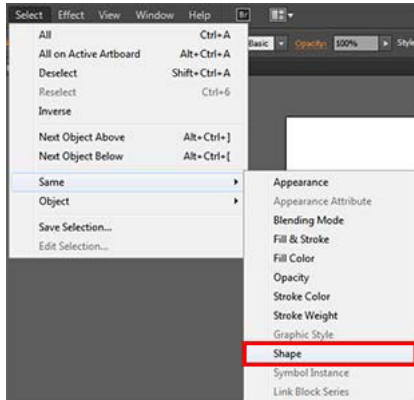 Select Effect View Window Help Br
Basic Opacity: 100% Style
All Ctrl+A
All on Active Artboard Alt+Ctrl+A
Deselect Shift+Ctrl+A
Reselect Ctrl+6
Inverse
Next Object Above Alt+Ctrl+]
Next Object Below Alt+Ctrl+[
Same
Object
Save Selection...
Edit Selection...
Appearance
Appearance Attribute
Blending Mode
Fill & Stroke
Fill Color
Opacity
Stroke Color
Stroke Weight
Graphic Style
Shape
Symbol Instance
Link Block Series